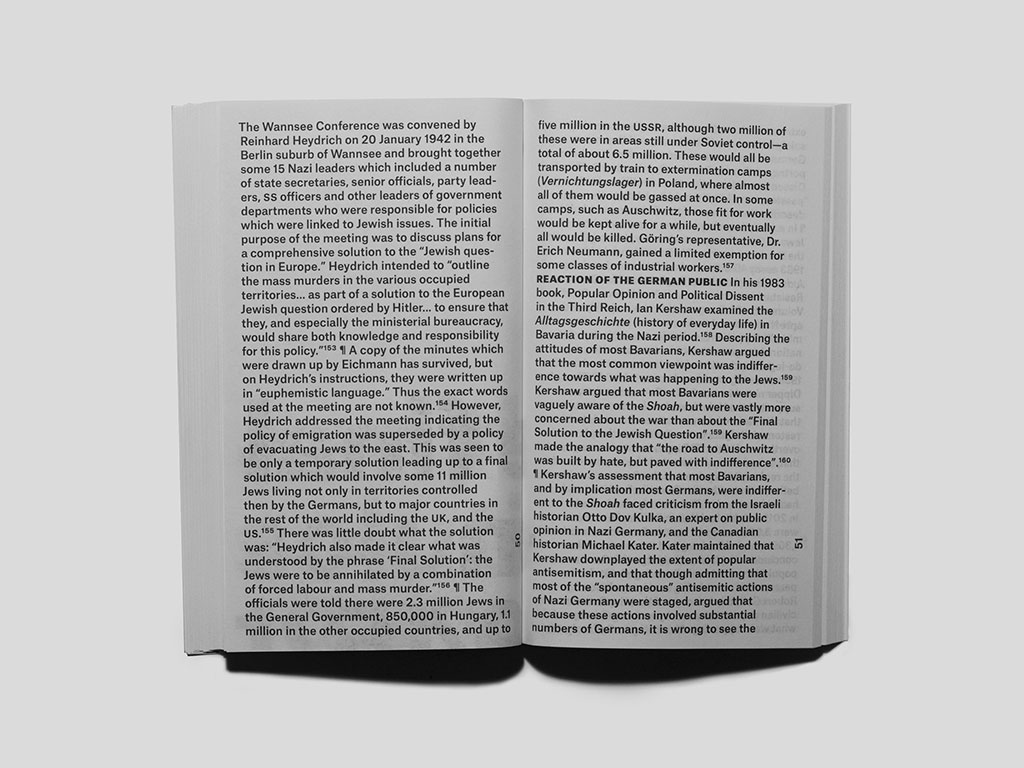 The Wannsee Conference was convened by
Reinhard Heydrich on 20 January 1942 in the
Berlin suburb of Wannsee and brought together
some 15 Nazi leaders which included a number
of state secretaries, senior officials, party lead-
ers, SS officers and other leaders of government
departments who were responsible for policies
which were linked to Jewish issues. The initial
purpose of the meeting was to discuss plans for
a comprehensive solution to the “Jewish ques-
tion in Europe.” Heydrich intended to “outline
the mass murders in the various occupied
territories... as part of a solution to the European
Jewish question ordered by Hitler... to ensure that
they, and especially the ministerial bureaucracy,
would share both knowledge and responsibility
for this policy.”¹⁵³ ¶ A copy of the minutes which
were drawn up by Eichmann has survived, but
on Heydrich’s instructions, they were written up
in “euphemistic language.” Thus the exact words
used at the meeting are not known.¹⁵⁴ However,
Heydrich addressed the meeting indicating the
policy of emigration was superseded by a policy
of evacuating Jews to the east. This was seen to
be only a temporary solution leading up to a final
solution which would involve some 11 million
Jews living not only in territories controlled
then by the Germans, but to major countries in
the rest of the world including the UK, and the
US.¹⁵⁵ There was little doubt what the solution
was: “Heydrich also made it clear what was
understood by the phrase ‘Final Solution’: the
Jews were to be annihilated by a combination
of forced labour and mass murder.”¹⁵⁶ ¶ The
officials were told there were 2.3 million Jews in
the General Government, 850,000 in Hungary, 1.1
million in the other occupied countries, and up to
50
five million in the USSR, although two million of
these were in areas still under Soviet control—a
total of about 6.5 million. These would all be
transported by train to extermination camps
(Vernichtungslager) in Poland, where almost
all of them would be gassed at once. In some
camps, such as Auschwitz, those fit for work
would be kept alive for a while, but eventually
all would be killed. Göring’s representative, Dr.
Erich Neumann, gained a limited exemption for
some classes of industrial workers.¹⁵⁷
REACTION OF THE GERMAN PUBLIC In his 1983
book, Popular Opinion and Political Dissent
in the Third Reich, Ian Kershaw examined the
Alltagsgeschichte (history of everyday life) in
Bavaria during the Nazi period.¹⁵⁸ Describing the
attitudes of most Bavarians, Kershaw argued
that the most common viewpoint was indiffer-
ence towards what was happening to the Jews.¹⁵⁹
Kershaw argued that most Bavarians were
vaguely aware of the Shoah, but were vastly more
concerned about the war than about the “Final
Solution to the Jewish Question”.¹⁵⁹ Kershaw
made the analogy that “the road to Auschwitz
was built by hate, but paved with indifference”.¹⁶⁰
¶ Kershaw’s assessment that most Bavarians,
and by implication most Germans, were indiffer-
ent to the Shoah faced criticism from the Israeli
historian Otto Dov Kulka, an expert on public
opinion in Nazi Germany, and the Canadian
historian Michael Kater. Kater maintained that
Kershaw downplayed the extent of popular
antisemitism, and that though admitting that
most of the “spontaneous” antisemitic actions
of Nazi Germany were staged, argued that
because these actions involved substantial
numbers of Germans, it is wrong to see the
51